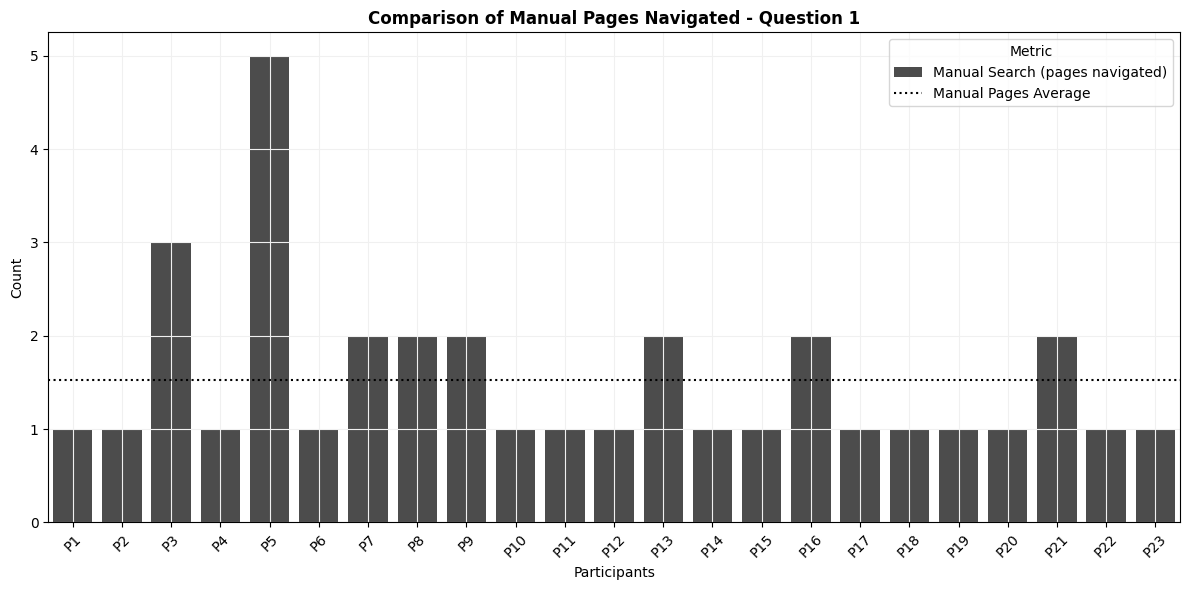 Comparison of Manual Pages Navigated - Question 1
Metric
Manual Search (pages navigated)
Manual Pages Average
Count
5
4
3
2
1
0
P1
P2
P3
P4
P5
P6
P7
P8
P9
P10
P11
P12
P13
P14
P15
P16
P17
P18
P19
P20
P21
P22
P23
Participants